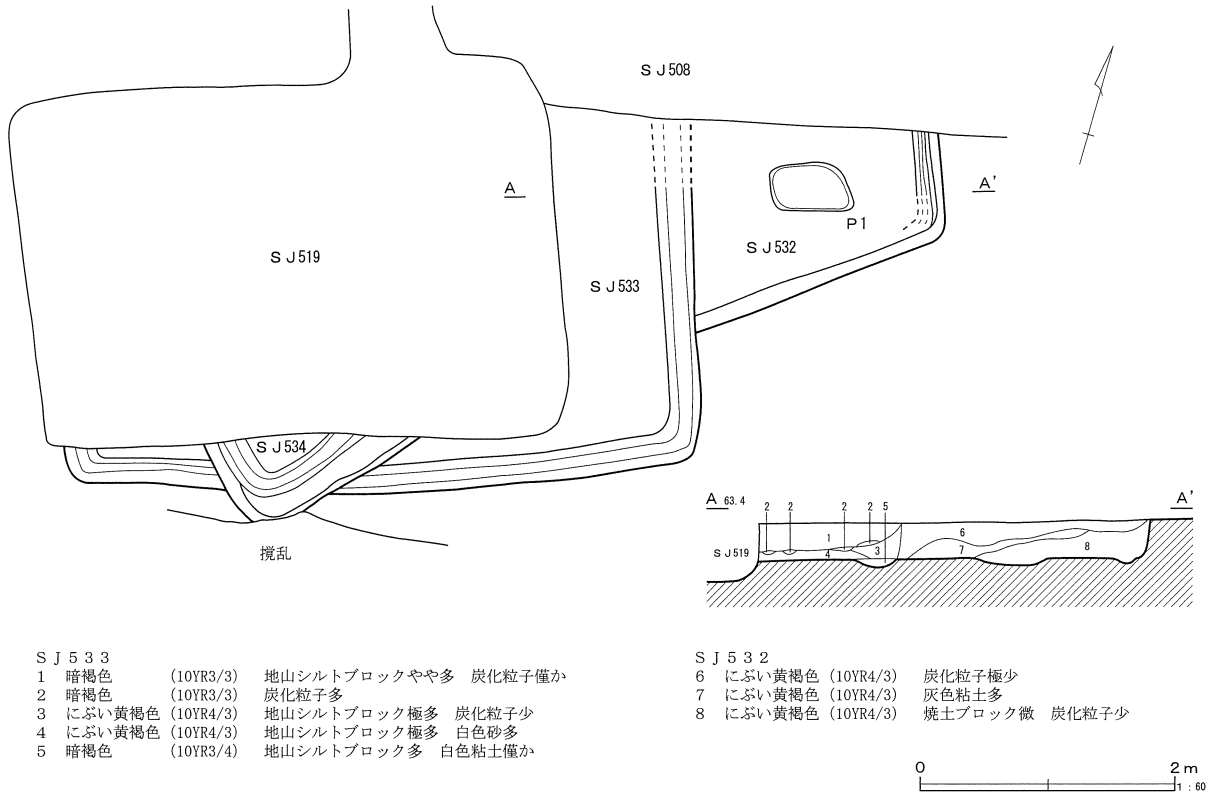 ＳＪ508
Ａ
Ａ'
Ｐ1
ＳＪ532
ＳＪ519
ＳＪ533
ＳＪ534
撹乱
Ａ 63.4
Ａ'
2 2 2 2 5
1
6
ＳＪ519
4
3
7
8
ＳＪ５３３
1 暗褐色 (10YR3/3) 地山シルトブロックやや多 炭化粒子僅か
2 暗褐色 (10YR3/3) 炭化粒子多
3 にぶい黄褐色 (10YR4/3) 地山シルトブロック極多 炭化粒子少
4 にぶい黄褐色 (10YR4/3) 地山シルトブロック極多 白色砂多
5 暗褐色 (10YR3/4) 地山シルトブロック多 白色粘土僅か
ＳＪ５３２
6 にぶい黄褐色 (10YR4/3) 炭化粒子極少
7 にぶい黄褐色 (10YR4/3) 灰色粘土多
8 にぶい黄褐色 (10YR4/3) 焼土ブロック微 炭化粒子少
0 2ｍ
1：60